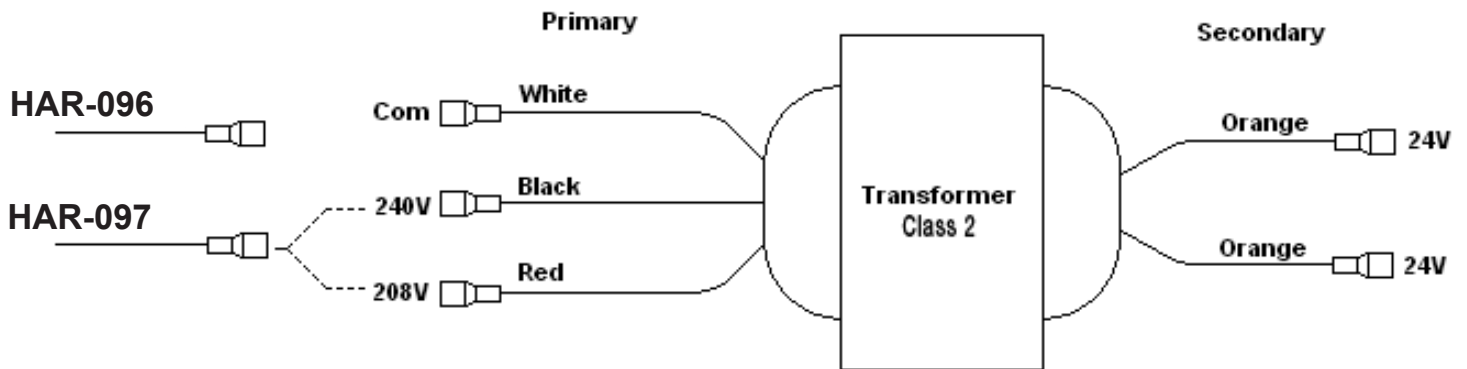 Primary
Secondary
HAR-096
Com
White
Orange
24V
HAR-097
240V
Black
Transformer
Class 2
208V
Red
Orange
24V